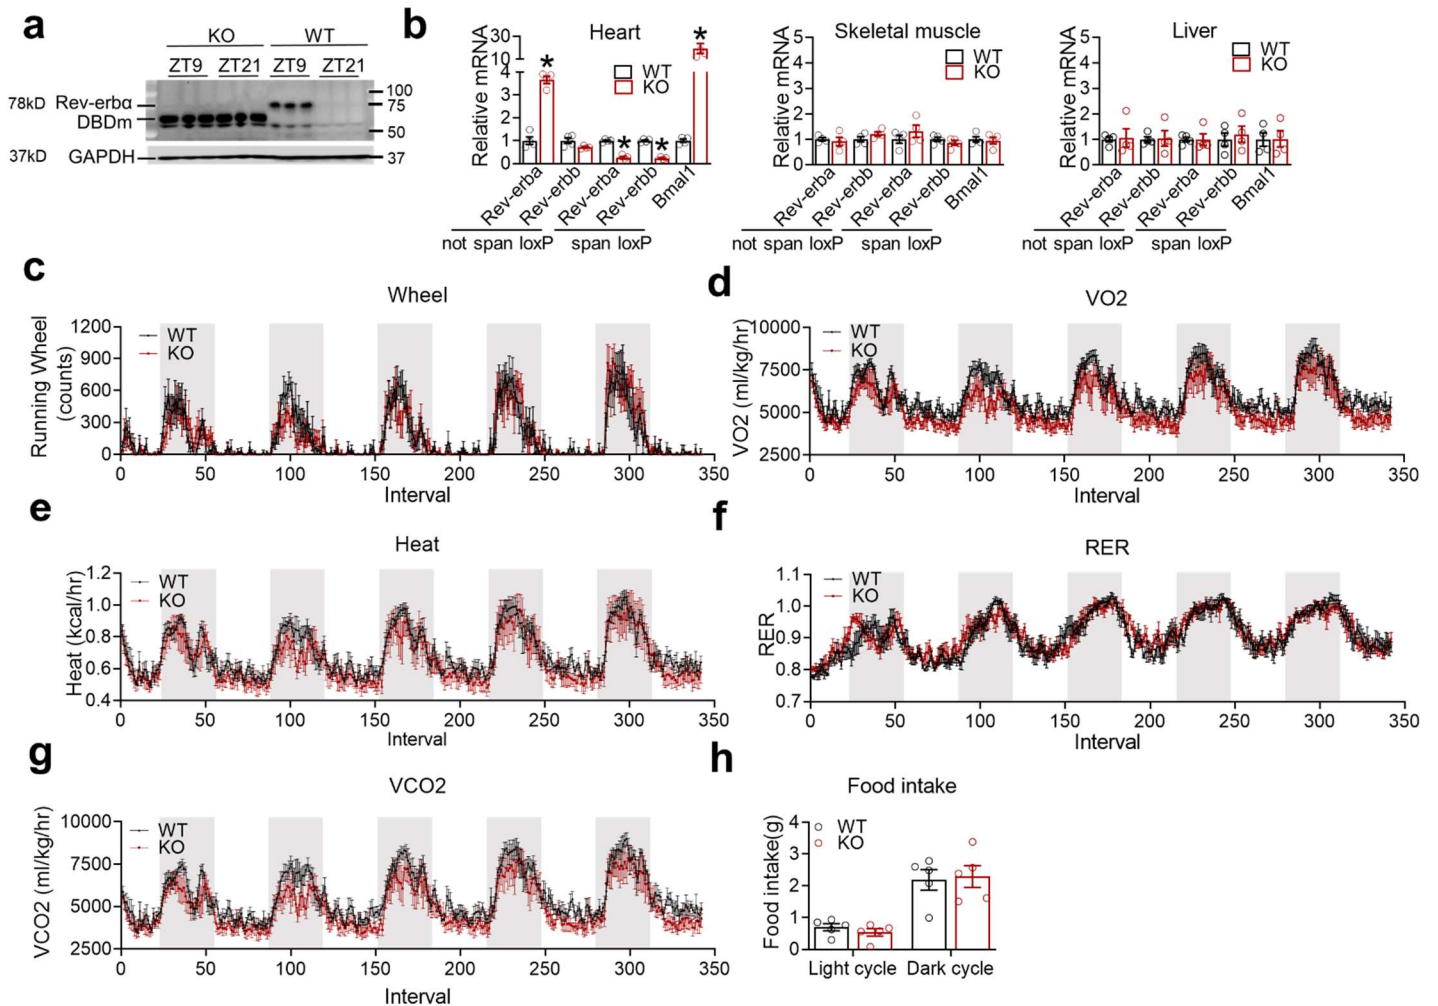 a
KO WT
ZT9 ZT21 ZT9 ZT21
78kD Rev-erbα
DBDm
100
75
50
37kD GAPDH 37
b
Heart
Relative mRNA
30
10
4
3
2
1
0
WT
KO
*
*
*
*
Rev-erba
Rev-erbb
Rev-erba
Rev-erbb
Bmal1
not span loxP span loxP
Skeletal muscle
Relative mRNA
5
4
3
2
1
0
WT
KO
Rev-erba
Rev-erbb
Rev-erba
Rev-erbb
Bmal1
not span loxP span loxP
Liver
Relative mRNA
5
4
3
2
1
0
WT
KO
Rev-erba
Rev-erbb
Rev-erba
Rev-erbb
Bmal1
not span loxP span loxP
c
Wheel
Running Wheel
(counts)
1200
900
600
300
0
WT
KO
0 50 100 150 200 250 300 350
Interval
d
VO2
VO2 (ml/kg/hr)
10000
7500
5000
2500
WT
KO
0 50 100 150 200 250 300 350
Interval
e
Heat
Heat (kcal/hr)
1.2
1.0
0.8
0.6
0.4
WT
KO
0 50 100 150 200 250 300 350
Interval
f
RER
RER
1.1
1.0
0.9
0.8
0.7
WT
KO
0 50 100 150 200 250 300 350
Interval
g
VCO2
VCO2 (ml/kg/hr)
10000
7500
5000
2500
WT
KO
0 50 100 150 200 250 300 350
Interval
h
Food intake
Food intake(g)
4
3
2
1
0
WT
KO
Light cycle Dark cycle